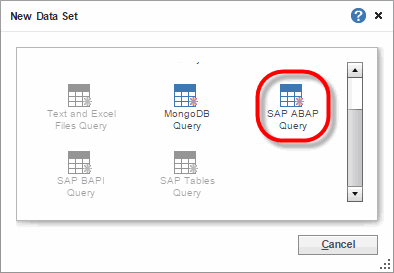 New Data Set
Text and Excel
Files Query
MongoDB
Query
SAP ABAP
Query
SAP BAPI
Query
SAP Tables
Query
Cancel